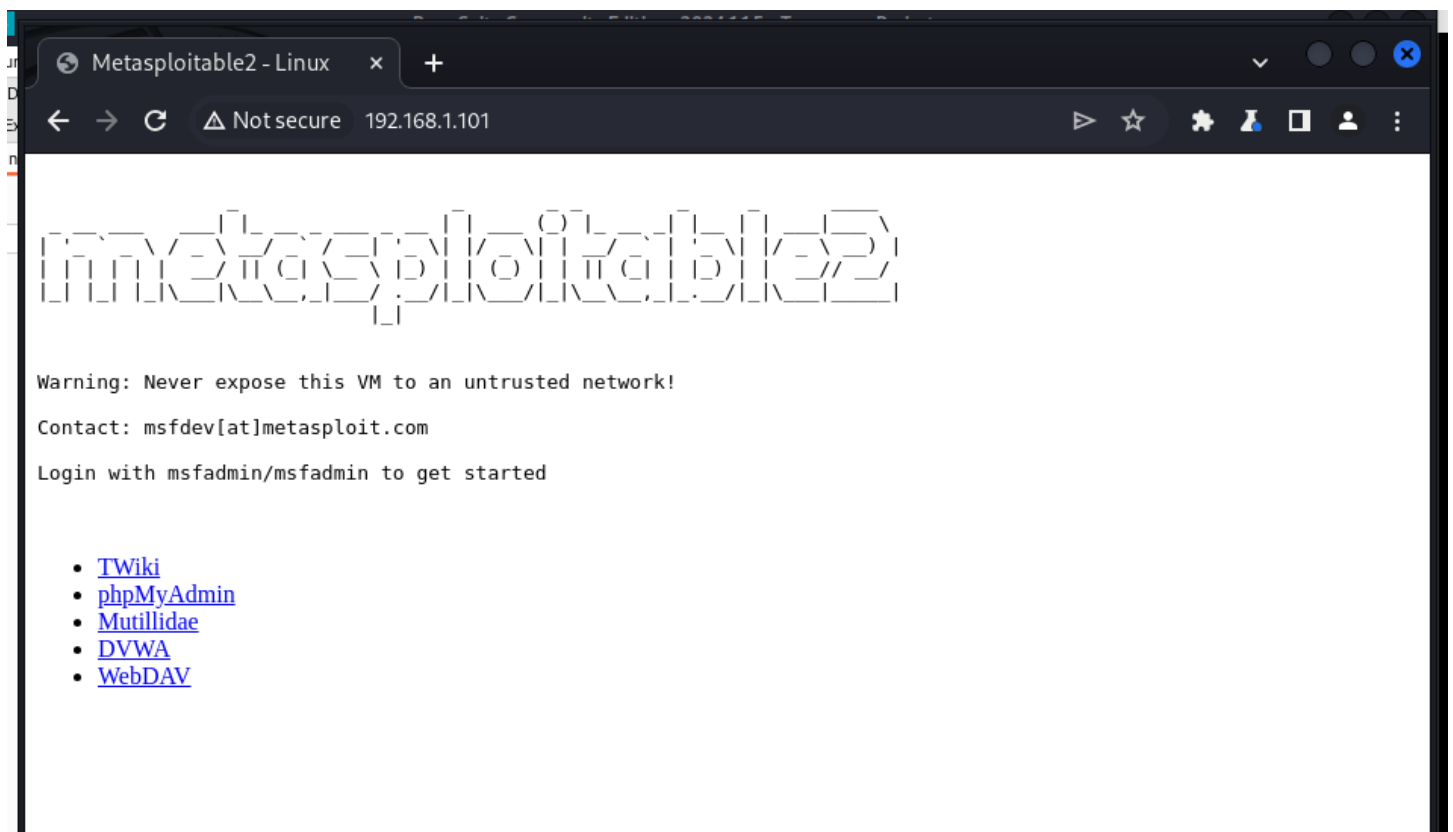 Metasploitable2 - Linux
Not secure 192.168.1.101
metasploitable2
Warning: Never expose this VM to an untrusted network!
Contact: msfdev[at]metasploit.com
Login with msfadmin/msfadmin to get started
TWiki
phpMyAdmin
Mutillidae
DVWA
WebDAV